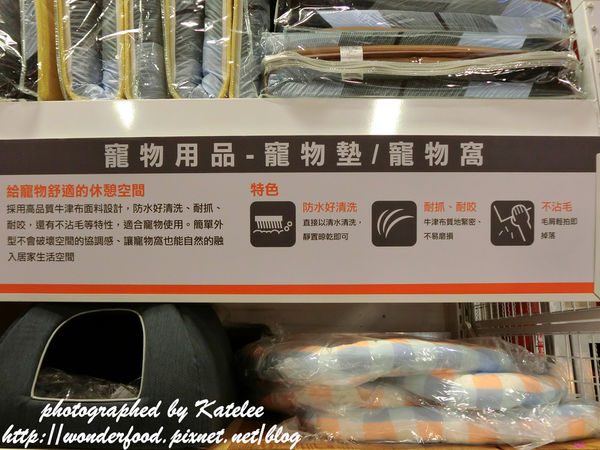 寵物用品-寵物墊/寵物窩
給寵物舒適的休憩空間
採用高品質牛津布面料設計，防水好清洗、耐抓、
耐咬，還有不沾毛等特性，適合寵物使用。簡單外
型不會破壞空間的協調感、讓寵物窩也能自然的融
入居家生活空間
特色
防水好清洗
直接以清水清洗，
靜置晾乾即可
耐抓、耐咬
牛津布質地緊密、
不易磨損
不沾毛
毛屑輕拍即
掉落
photographed by Katelee
http://wonderfood.pixnet.net/blog